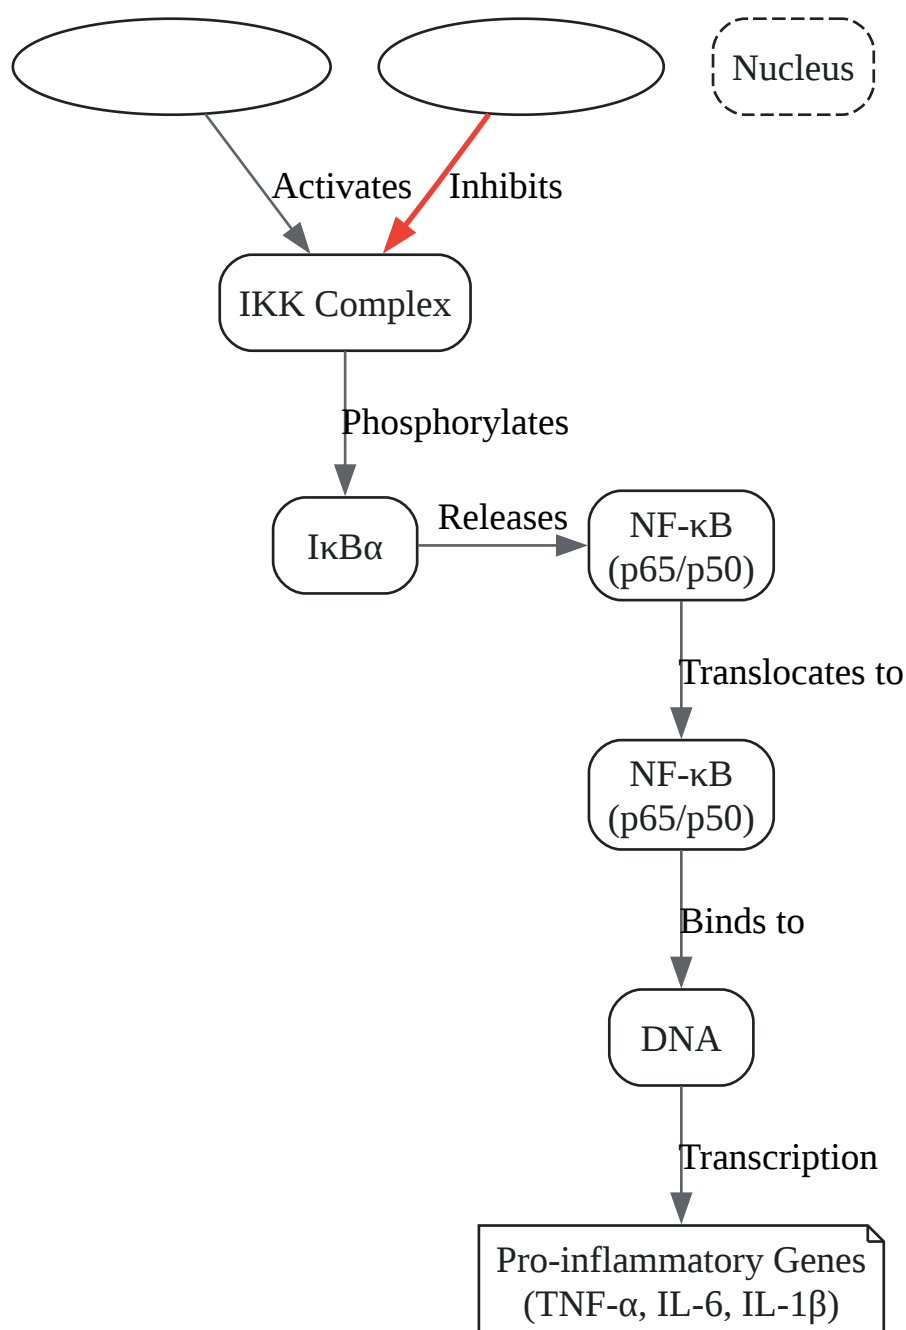 Nucleus
Activates
Inhibits
IKK Complex
Phosphorylates
IκBα
Releases
NF-κB
(p65/p50)
Translocates to
NF-κB
(p65/p50)
Binds to
DNA
Transcription
Pro-inflammatory Genes
(TNF-α, IL-6, IL-1β)